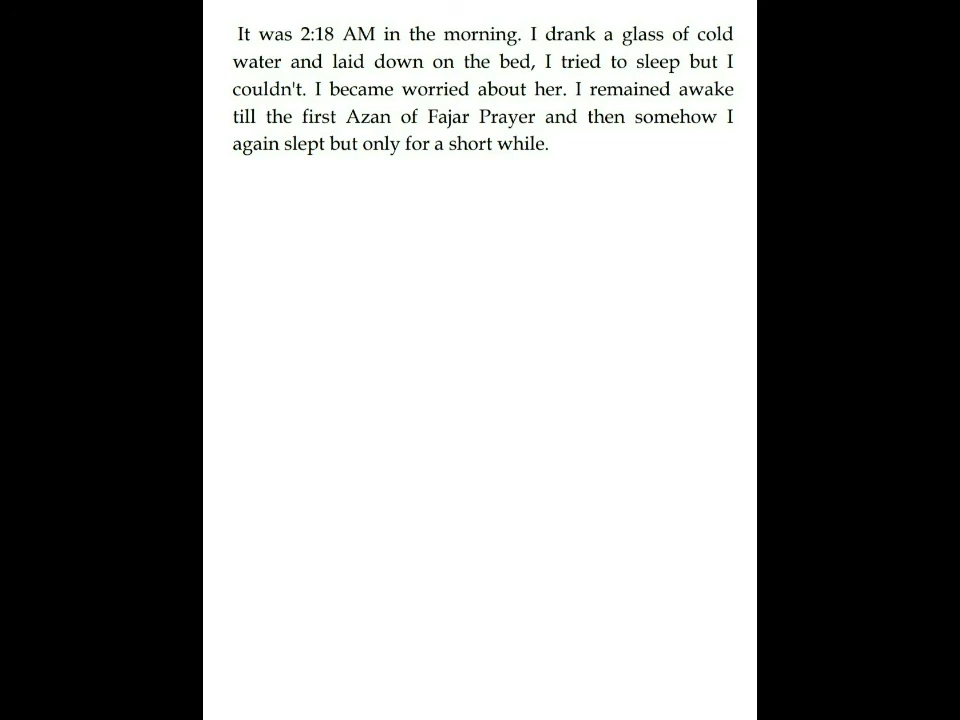 It was 2:18 AM in the morning. I drank a glass of cold
water and laid down on the bed, I tried to sleep but I
couldn't. I became worried about her. I remained awake
till the first Azan of Fajar Prayer and then somehow I
again slept but only for a short while.